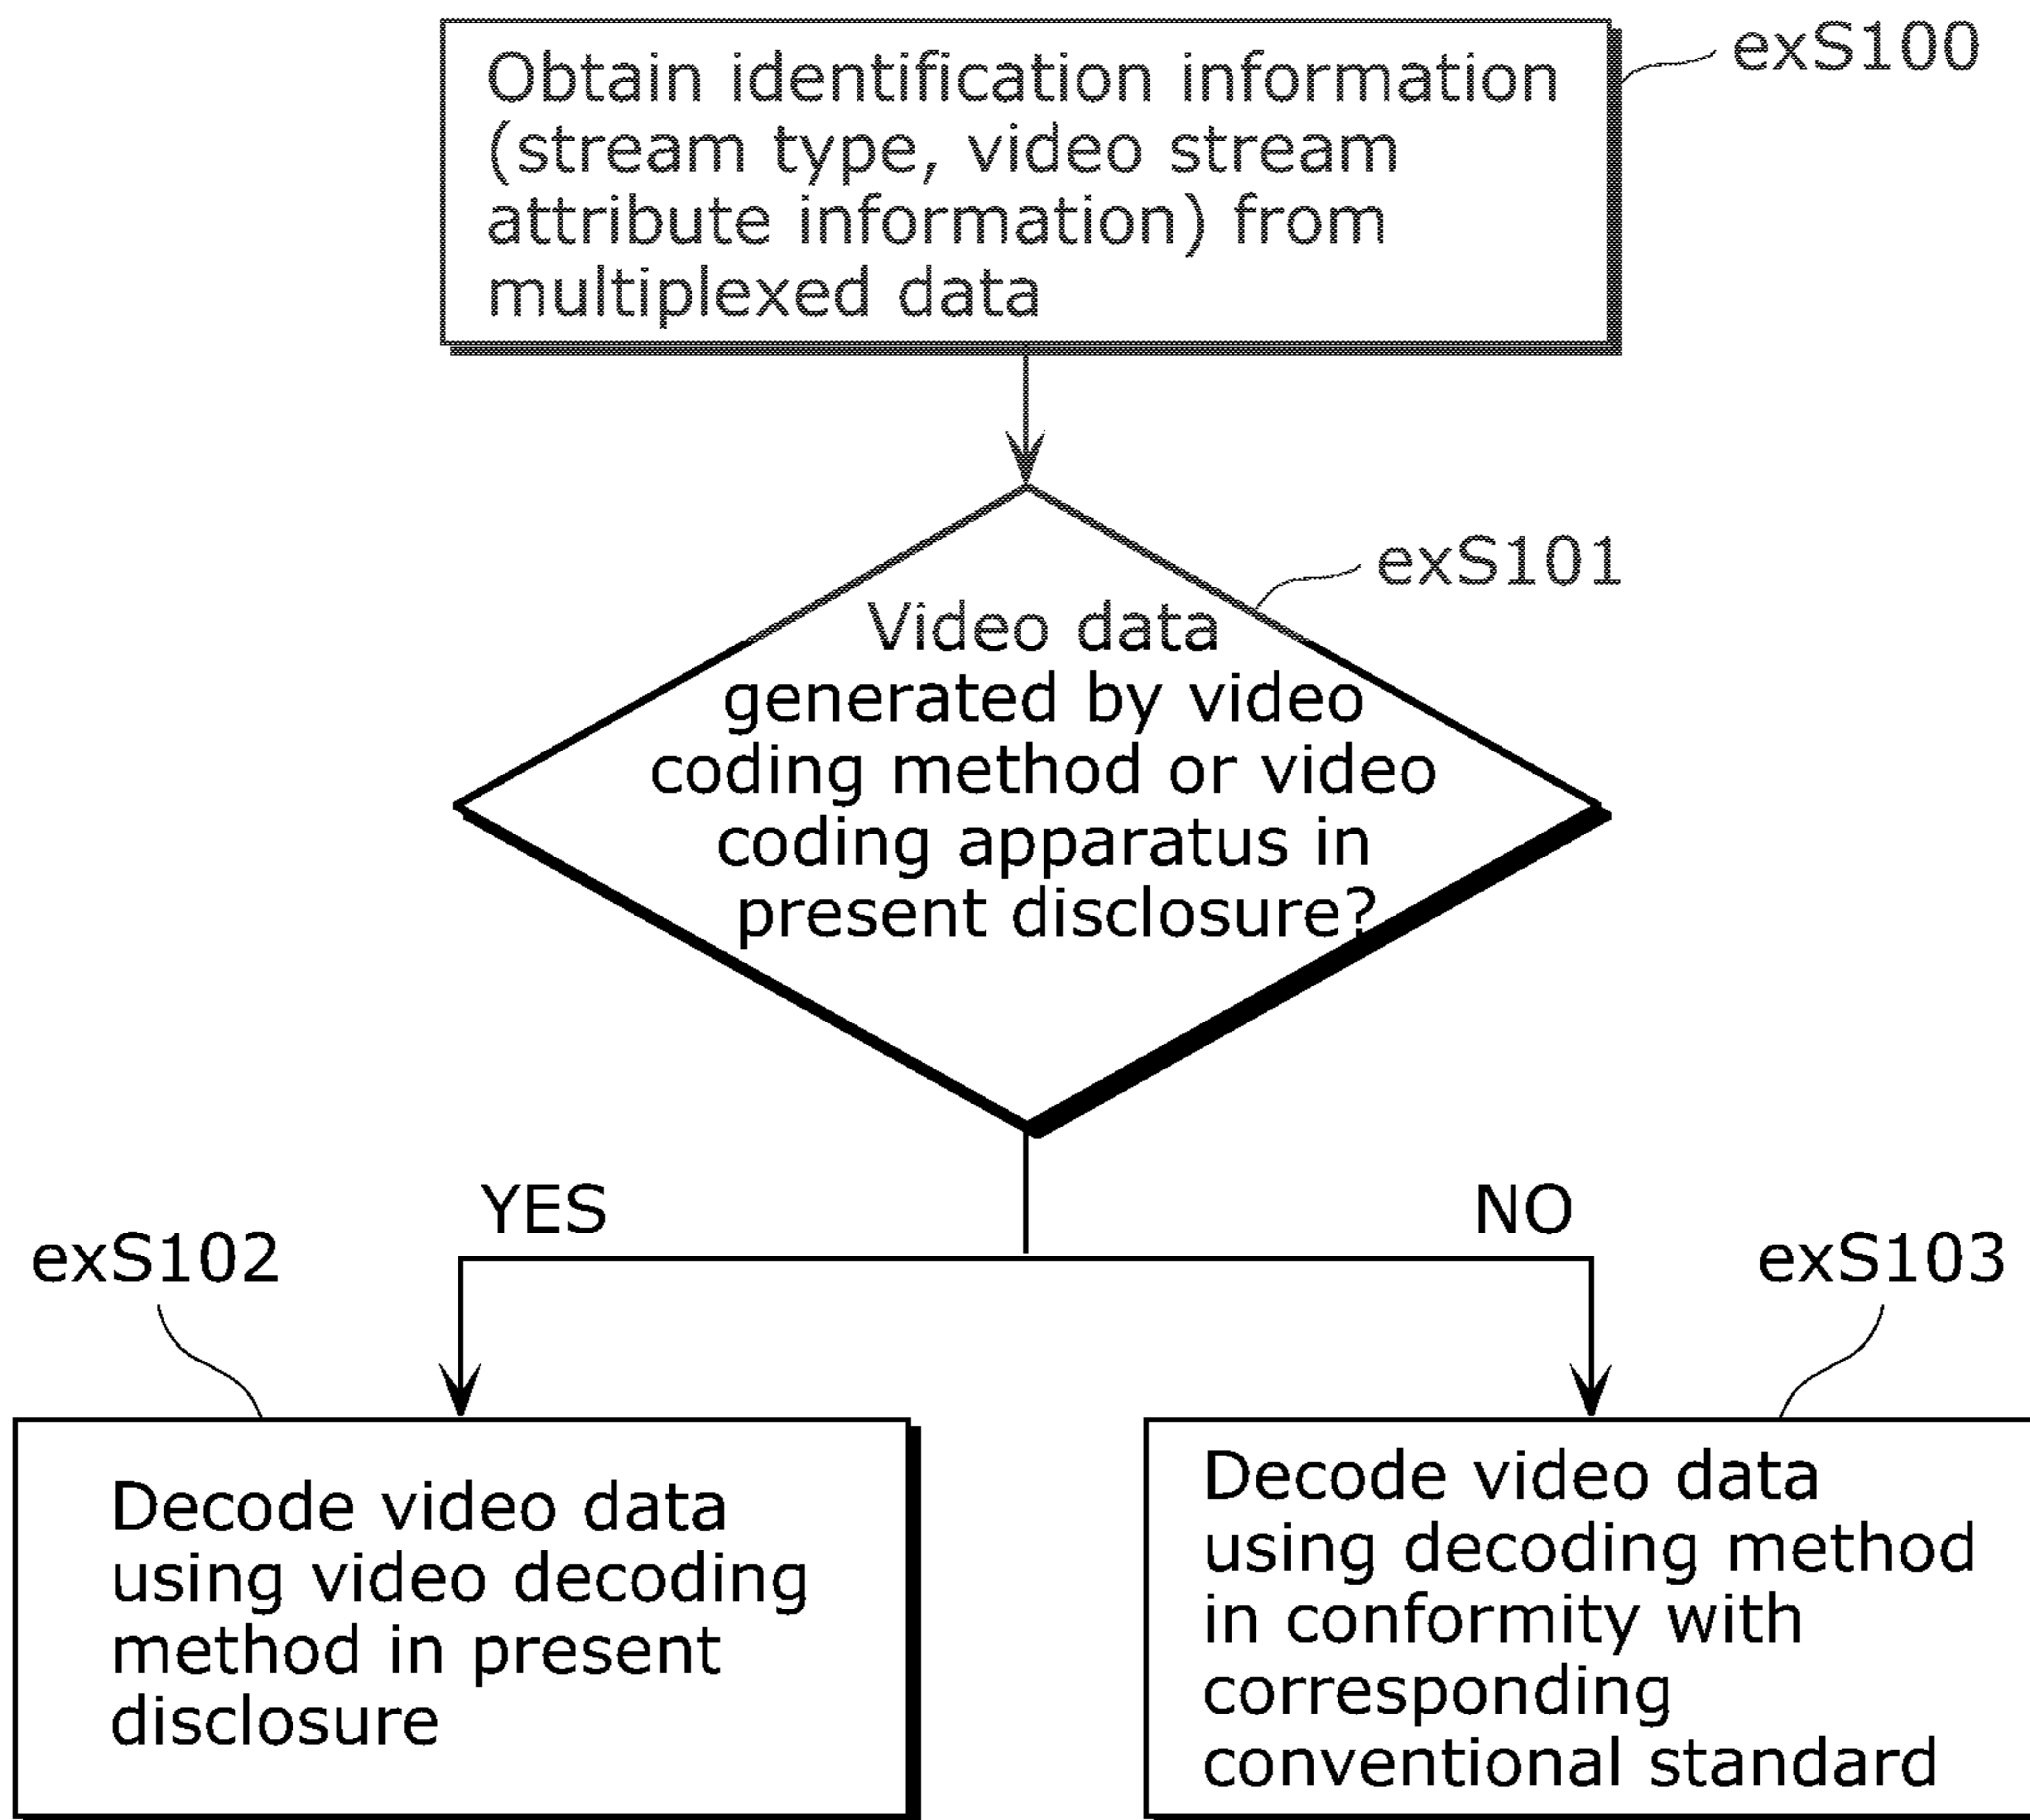 exS100
Obtain identification information
(stream type, video stream
attribute information) from
multiplexed data
exS101
Video data
generated by video
coding method or video
coding apparatus in
present disclosure?
YES
NO
exS102
exS103
Decode video data
using video decoding
method in present
disclosure
Decode video data
using decoding method
in conformity with
corresponding
conventional standard